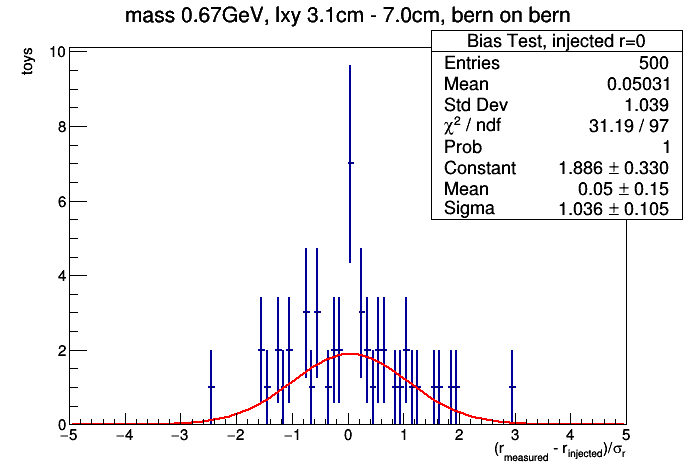 mass 0.67GeV, lxy 3.1cm - 7.0cm, bern on bern
Bias Test, injected r=0
Entries 500
Mean 0.05031
Std Dev 1.039
χ² / ndf 31.19 / 97
Prob 1
Constant 1.886 ± 0.330
Mean 0.05 ± 0.15
Sigma 1.036 ± 0.105
toys
10
8
6
4
2
0
−5 −4 −3 −2 −1 0 1 2 3 4 5
(r_measured - r_injected)/σ_r